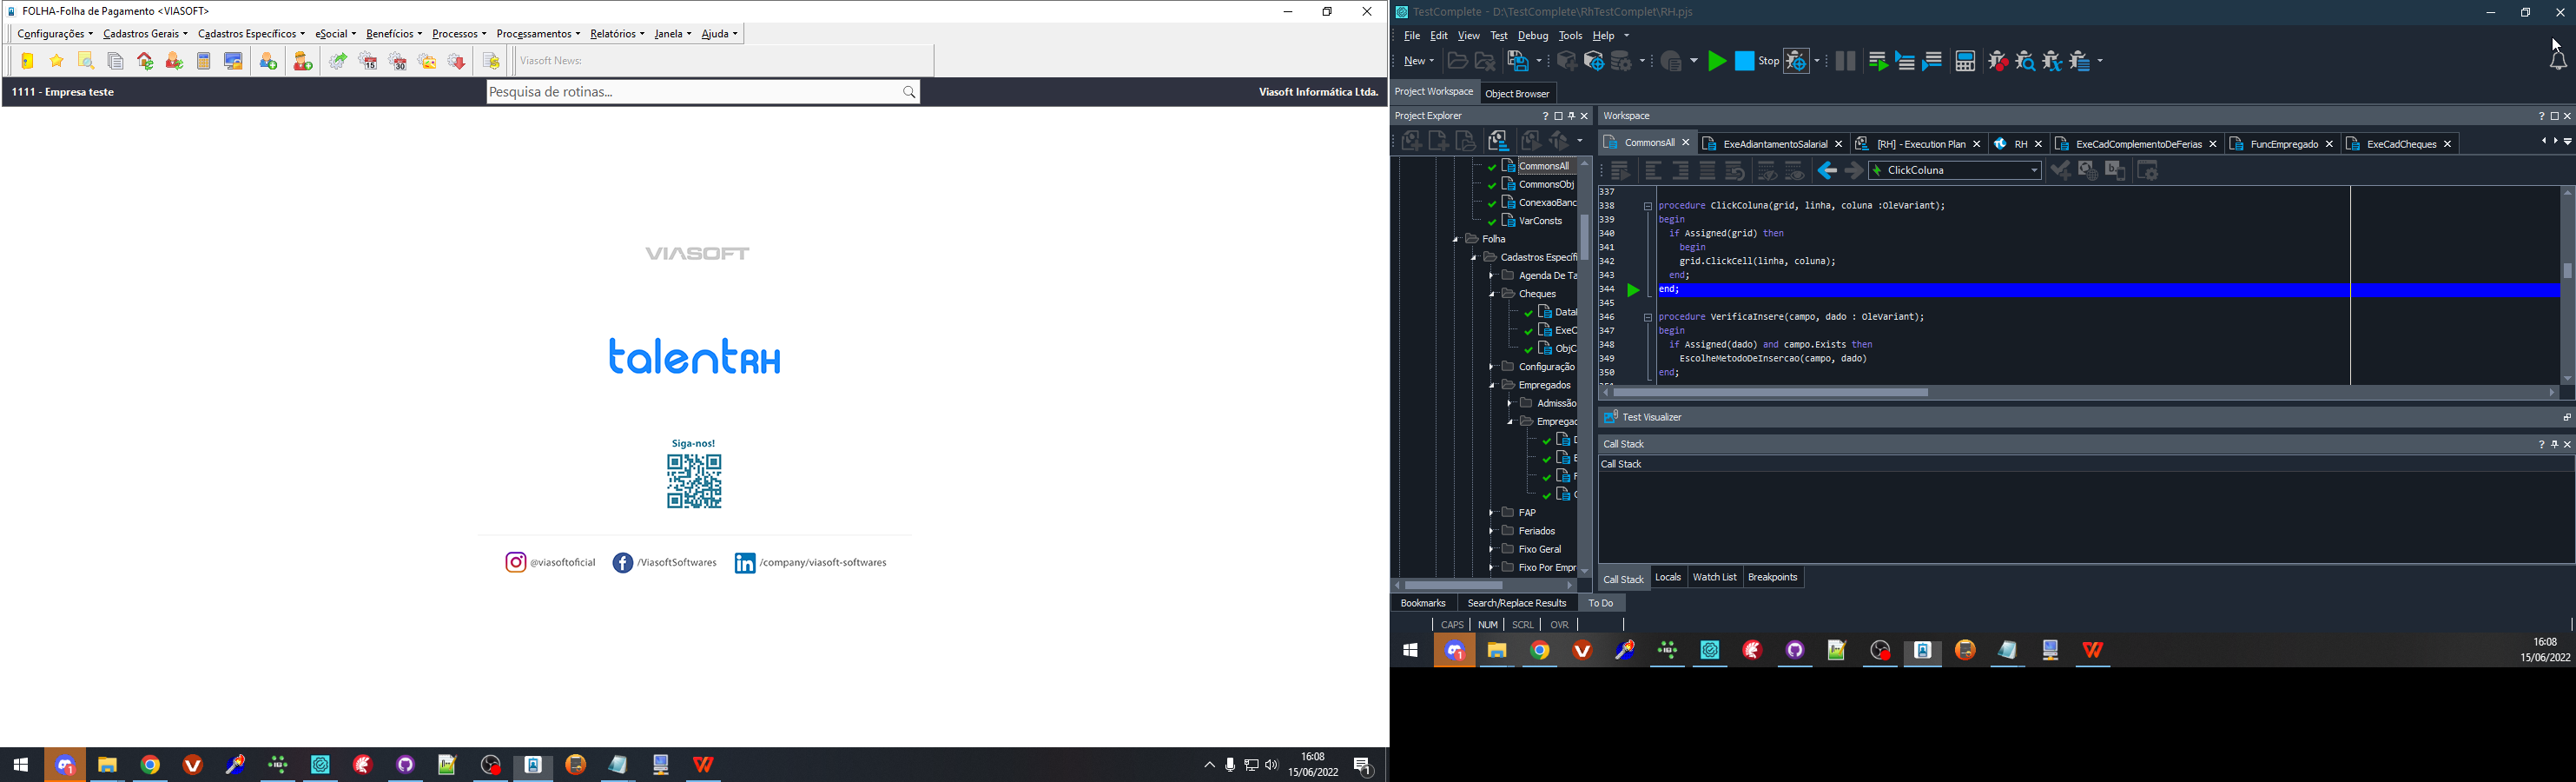 FOLHA-Folha de Pagamento <VIASOFT>
Configurações Cadastros Gerais Cadastros Específicos eSocial Benefícios Processos Processamentos Relatórios Janela Ajuda
15 30 Viasoft News:
1111 - Empresa teste Pesquisa de rotinas... Viasoft Informática Ltda.
VIASOFT
talentRH
Siga-nos!
@viasoftoficial /ViasoftSoftwares /company/viasoft-softwares
16:08
15/06/2022
TestComplete - D:\TestComplete\RhTestComplet\RH.pjs
File Edit View Test Debug Tools Help
New Stop
Project Workspace Object Browser
Project Explorer
CommonsAll
CommonsObj
ConexaoBanc
VarConsts
Folha
Cadastros Específi
Agenda De Ta
Cheques
Data
ExeC
ObjC
Configuração
Empregados
Admissão
Empregac
FAP
Feriados
Fixo Geral
Fixo Por Empr
Workspace
CommonsAll ExeAdiantamentoSalarial [RH] - Execution Plan RH ExeCadComplementoDeFerias FuncEmpregado ExeCadCheques
ClickColuna
337
338 procedure ClickColuna(grid, linha, coluna :OleVariant);
339 begin
340 if Assigned(grid) then
341 begin
342 grid.ClickCell(linha, coluna);
343 end;
344 end;
345
346 procedure VerificaInsere(campo, dado : OleVariant);
347 begin
348 if Assigned(dado) and campo.Exists then
349 EscolheMetodoDeInsercao(campo, dado)
350 end;
Test Visualizer
Call Stack
Call Stack
Call Stack Locals Watch List Breakpoints
Bookmarks Search/Replace Results To Do
CAPS NUM SCRL OVR
16:08
15/06/2022